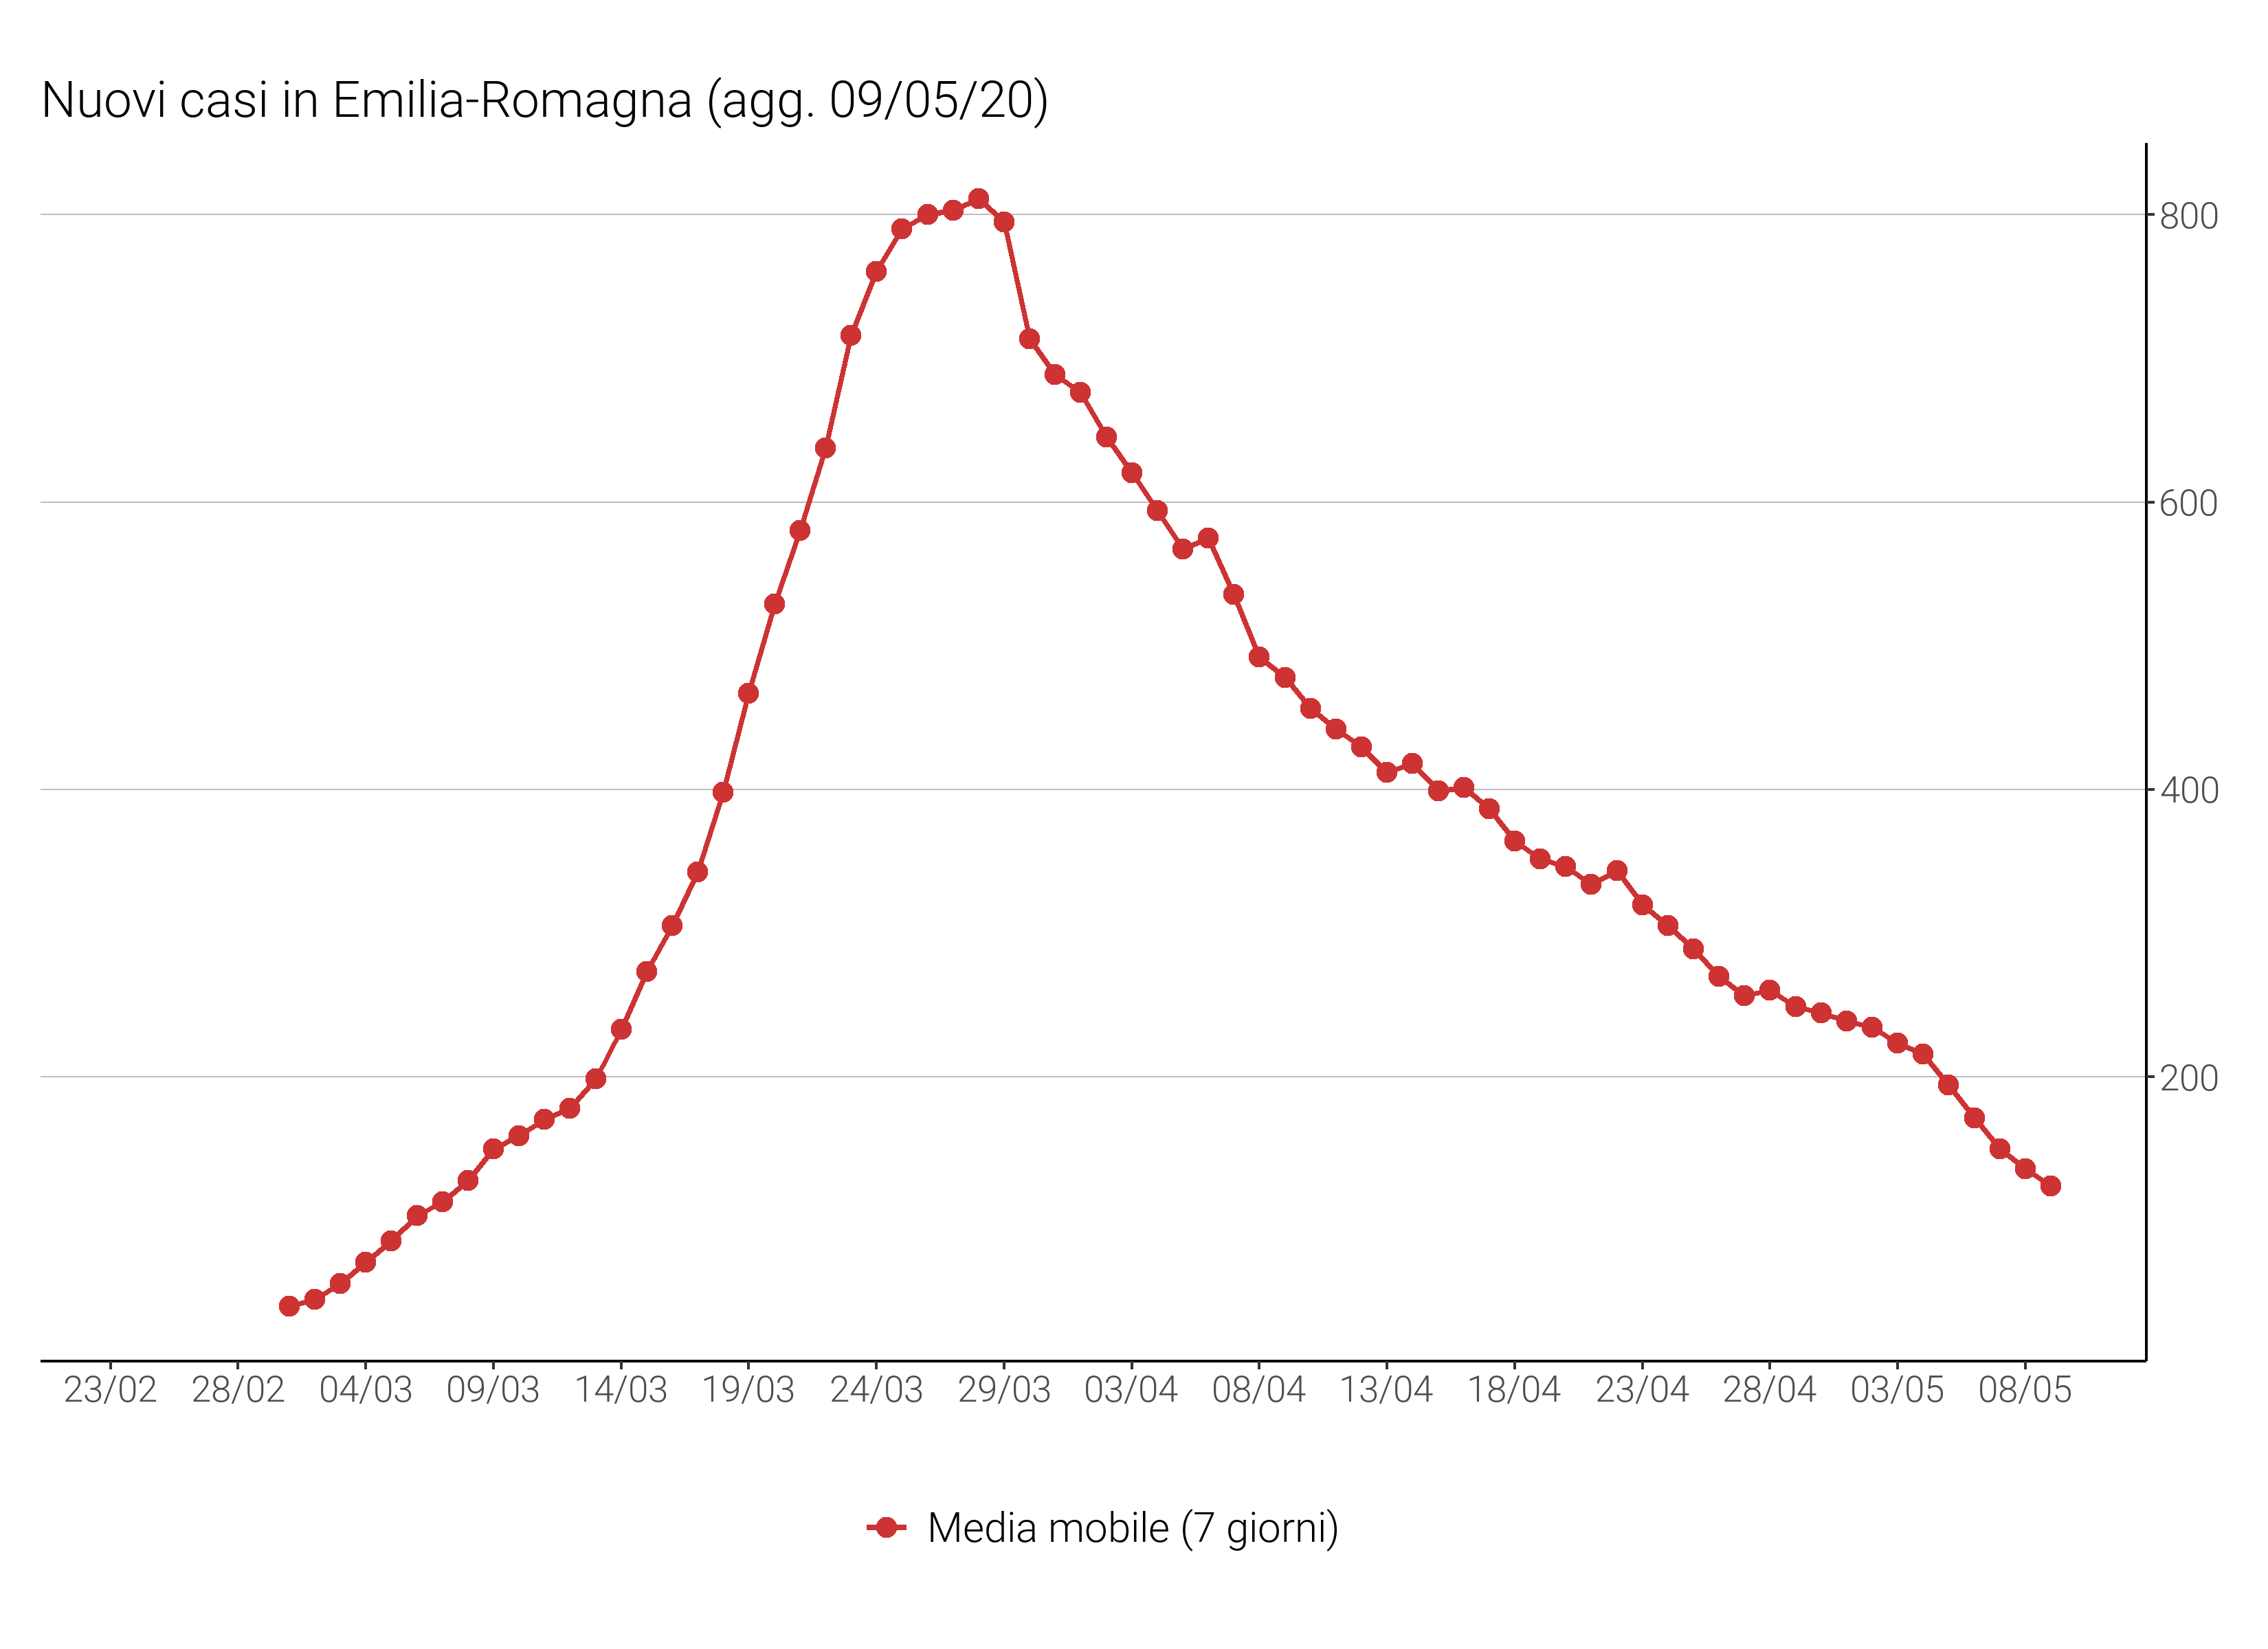 Nuovi casi in Emilia-Romagna (agg. 09/05/20)
800
600
400
200
23/02 28/02 04/03 09/03 14/03 19/03 24/03 29/03 03/04 08/04 13/04 18/04 23/04 28/04 03/05 08/05
Media mobile (7 giorni)